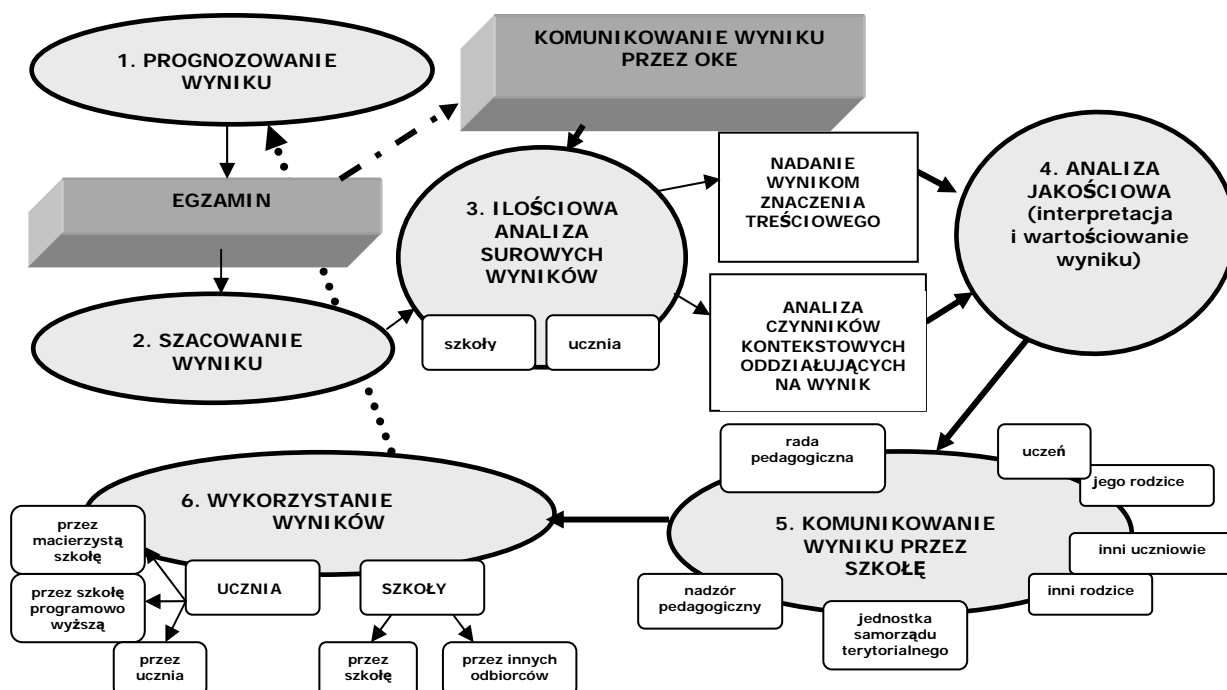 1. PROGNOZOWANIE
WYNIKU
KOMUNIKOWANIE WYNIKU
PRZEZ OKE
EGZAMIN
2. SZACOWANIE
WYNIKU
3. ILOŚCIOWA
ANALIZA
SUROWYCH
WYNIKÓW
szkoły
ucznia
NADANIE
WYNIKOM
ZNACZENIA
TREŚCIOWEGO
ANALIZA
CZYNNIKÓW
KONTEKSTOWYCH
ODDZIAŁUJĄCYCH
NA WYNIK
4. ANALIZA
JAKOŚCIOWA
(interpretacja
i wartościowanie
wyniku)
5. KOMUNIKOWANIE
WYNIKU PRZEZ
SZKOŁĘ
rada
pedagogiczna
uczeń
jego rodzice
inni uczniowie
inni rodzice
jednostka
samorządu
terytorialnego
nadzór
pedagogiczny
6. WYKORZYSTANIE
WYNIKÓW
UCZNIA
SZKOŁY
przez
macierzystą
szkołę
przez szkołę
programowo
wyższą
przez
ucznia
przez
szkołę
przez innych
odbiorców